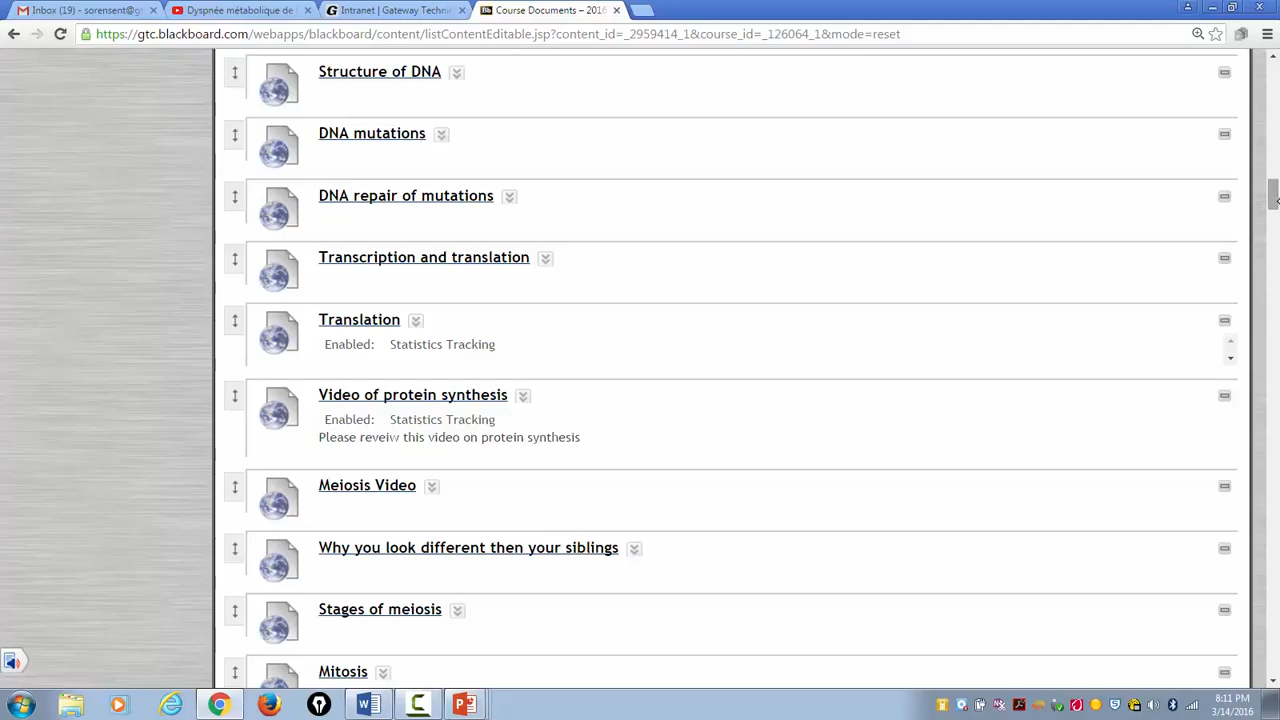 Inbox (19) - sorensent@g
Dyspnée métabolique de
Intranet | Gateway Techni
Course Documents – 2016
https://gtc.blackboard.com/webapps/blackboard/content/listContentEditable.jsp?content_id=_2959414_1&course_id=_126064_1&mode=reset
Structure of DNA
DNA mutations
DNA repair of mutations
Transcription and translation
Translation
Enabled: Statistics Tracking
Video of protein synthesis
Enabled: Statistics Tracking
Please reveiw this video on protein synthesis
Meiosis Video
Why you look different then your siblings
Stages of meiosis
Mitosis
8:11 PM
3/14/2016